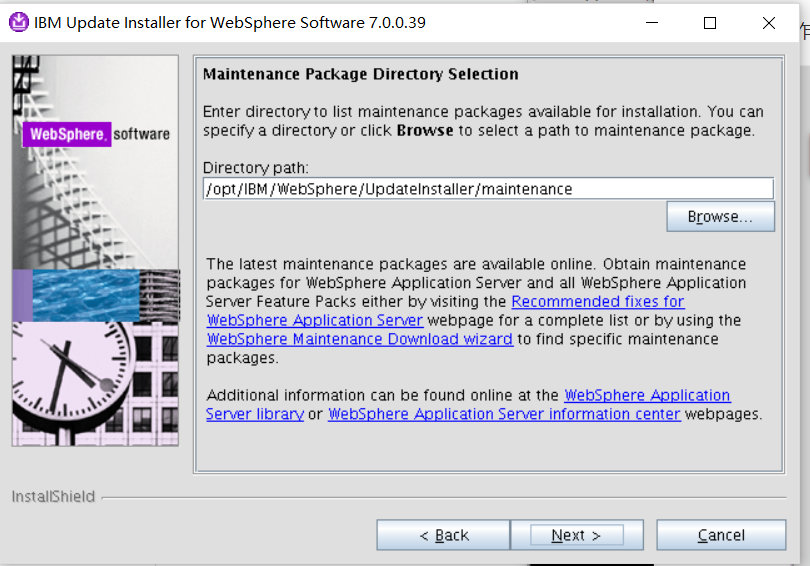 IBM Update Installer for WebSphere Software 7.0.0.39
WebSphere. software
Maintenance Package Directory Selection
Enter directory to list maintenance packages available for installation. You can
specify a directory or click Browse to select a path to maintenance package.
Directory path:
/opt/IBM/WebSphere/UpdateInstaller/maintenance
Browse...
The latest maintenance packages are available online. Obtain maintenance
packages for WebSphere Application Server and all WebSphere Application
Server Feature Packs either by visiting the Recommended fixes for
WebSphere Application Server webpage for a complete list or by using the
WebSphere Maintenance Download wizard to find specific maintenance
packages.
Additional information can be found online at the WebSphere Application
Server library or WebSphere Application Server information center webpages.
InstallShield
< Back
Next >
Cancel